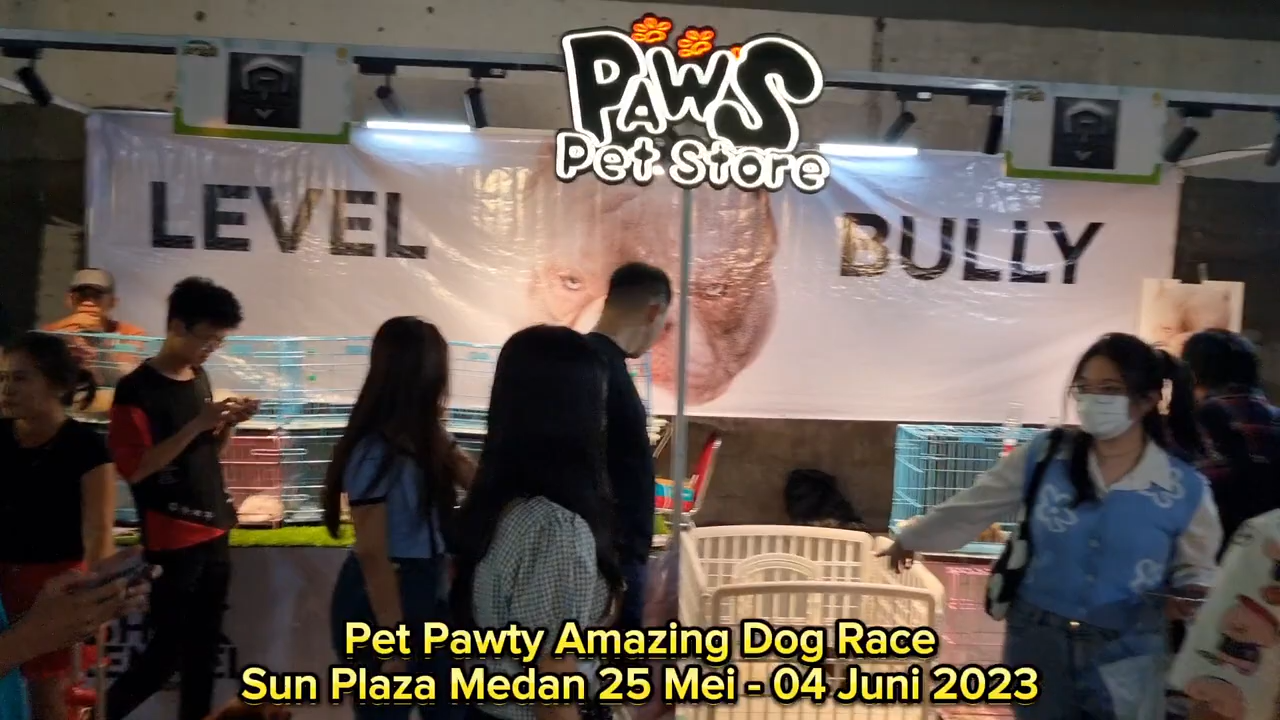 PAWS
Pet Store
LEVEL BULLY
Pet Pawty Amazing Dog Race
Sun Plaza Medan 25 Mei - 04 Juni 2023